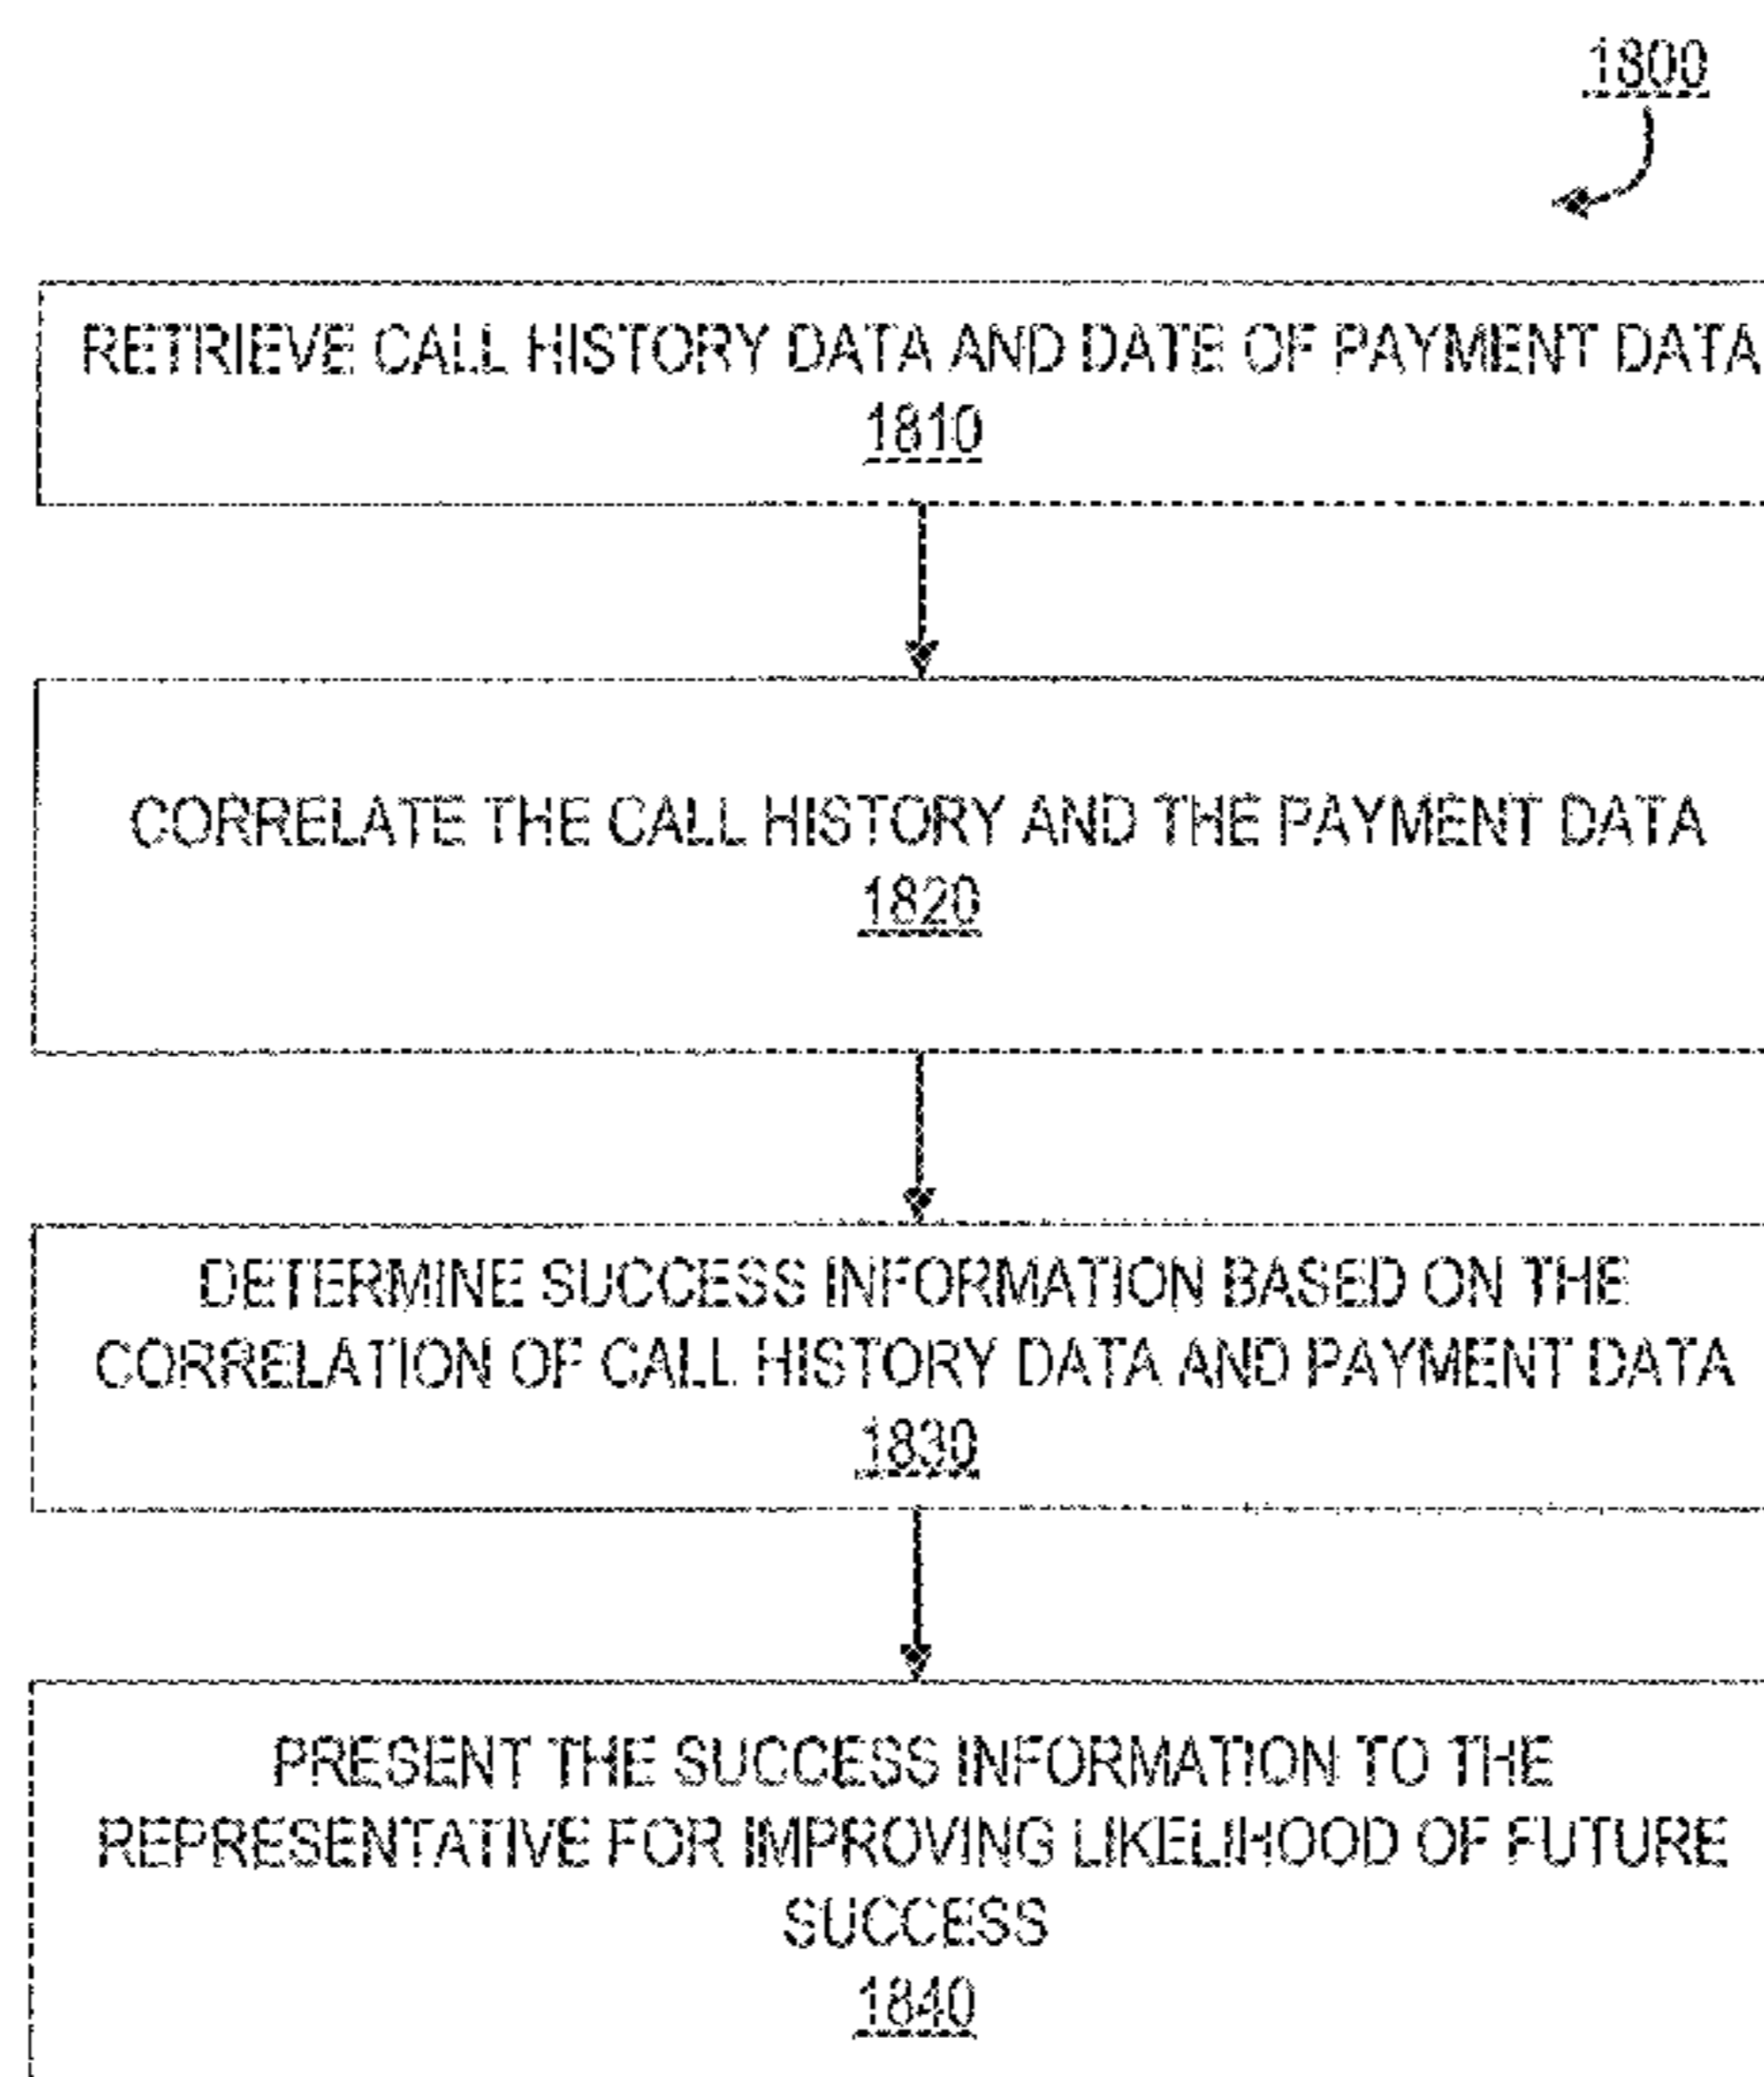 1800
RETRIEVE CALL HISTORY DATA AND DATE OF PAYMENT DATA
1810
CORRELATE THE CALL HISTORY AND THE PAYMENT DATA
1820
DETERMINE SUCCESS INFORMATION BASED ON THE
CORRELATION OF CALL HISTORY DATA AND PAYMENT DATA
1830
PRESENT THE SUCCESS INFORMATION TO THE
REPRESENTATIVE FOR IMPROVING LIKELIHOOD OF FUTURE
SUCCESS
1840